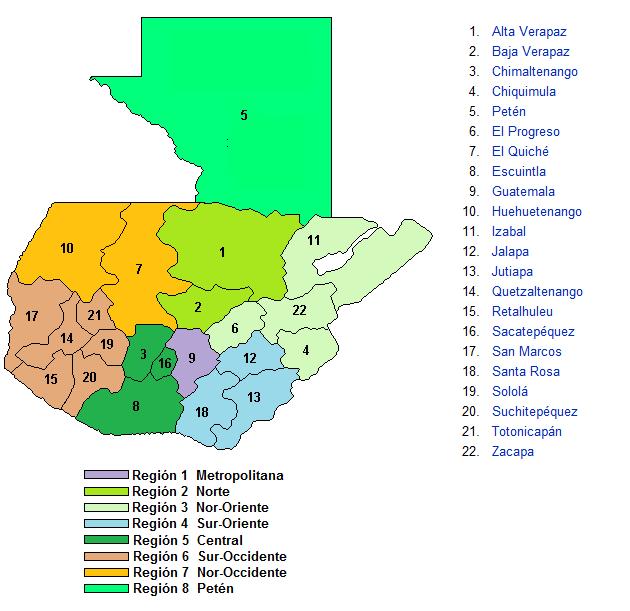 5
10
7
1
11
2
22
17
21
14
19
6
3
16
9
12
4
15
20
8
18
13
1. Alta Verapaz
2. Baja Verapaz
3. Chimaltenango
4. Chiquimula
5. Petén
6. El Progreso
7. El Quiché
8. Escuintla
9. Guatemala
10. Huehuetenango
11. Izabal
12. Jalapa
13. Jutiapa
14. Quetzaltenango
15. Retalhuleu
16. Sacatepéquez
17. San Marcos
18. Santa Rosa
19. Sololá
20. Suchitepéquez
21. Totonicapán
22. Zacapa
Región 1 Metropolitana
Región 2 Norte
Región 3 Nor-Oriente
Región 4 Sur-Oriente
Región 5 Central
Región 6 Sur-Occidente
Región 7 Nor-Occidente
Región 8 Petén